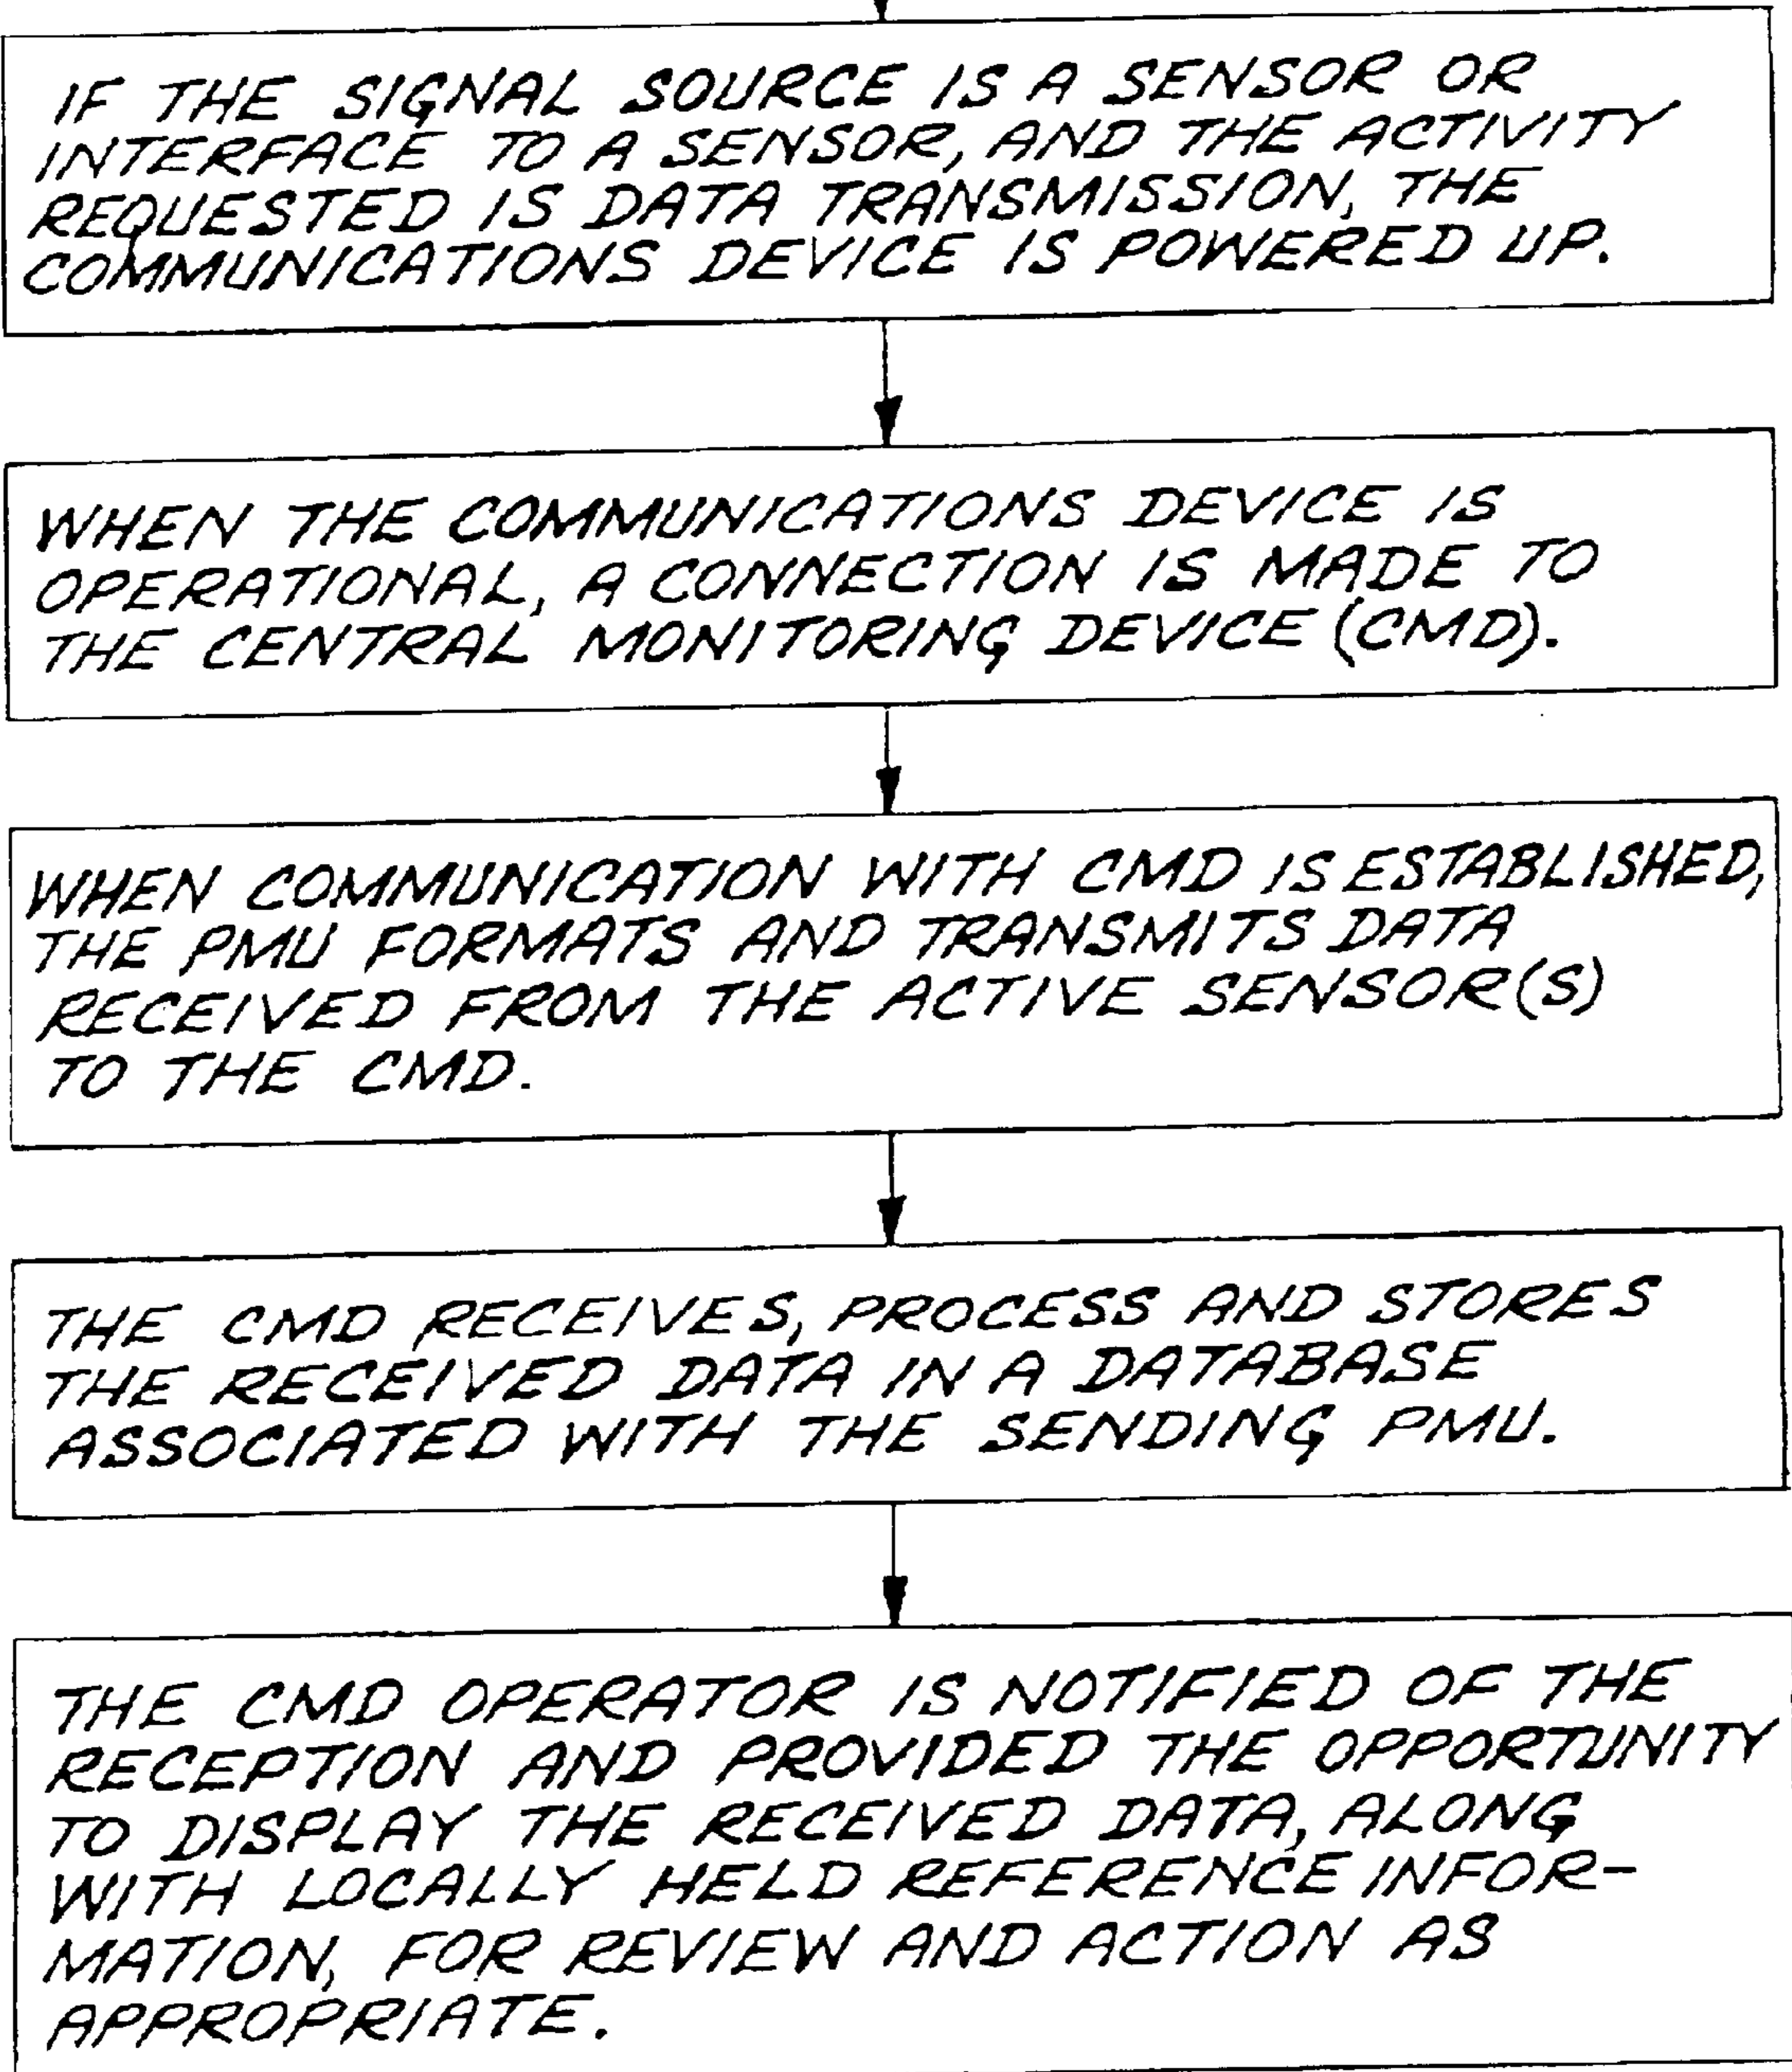 IF THE SIGNAL SOURCE IS A SENSOR OR
INTERFACE TO A SENSOR, AND THE ACTIVITY
REQUESTED IS DATA TRANSMISSION, THE
COMMUNICATIONS DEVICE IS POWERED UP.
WHEN THE COMMUNICATIONS DEVICE IS
OPERATIONAL, A CONNECTION IS MADE TO
THE CENTRAL MONITORING DEVICE (CMD).
WHEN COMMUNICATION WITH CMD IS ESTABLISHED,
THE PMU FORMATS AND TRANSMITS DATA
RECEIVED FROM THE ACTIVE SENSOR(S)
TO THE CMD.
THE CMD RECEIVES, PROCESS AND STORES
THE RECEIVED DATA IN A DATABASE
ASSOCIATED WITH THE SENDING PMU.
THE CMD OPERATOR IS NOTIFIED OF THE
RECEPTION AND PROVIDED THE OPPORTUNITY
TO DISPLAY THE RECEIVED DATA, ALONG
WITH LOCALLY HELD REFERENCE INFOR-
MATION, FOR REVIEW AND ACTION AS
APPROPRIATE.